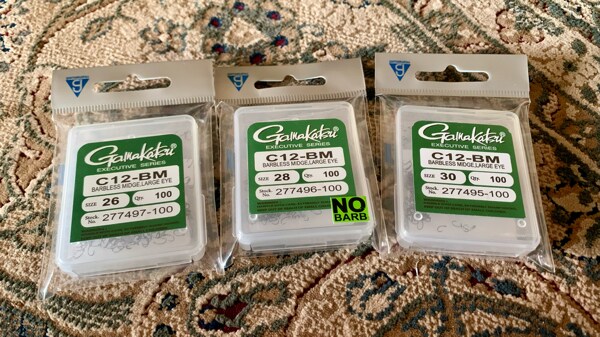 Gamakatsu
EXECUTIVE SERIES
C12-BM
BARBLESS MIDGE,LARGE EYE
SIZE 26 Qty. 100
Stock No. 277497-100
Gamakatsu
EXECUTIVE SERIES
C12-BM
BARBLESS MIDGE,LARGE EYE
SIZE 28 Qty. 100
Stock No. 277496-100
NO
BARB
Gamakatsu
EXECUTIVE SERIES
C12-BM
BARBLESS MIDGE,LARGE EYE
SIZE 30 Qty. 100
Stock No. 277495-100